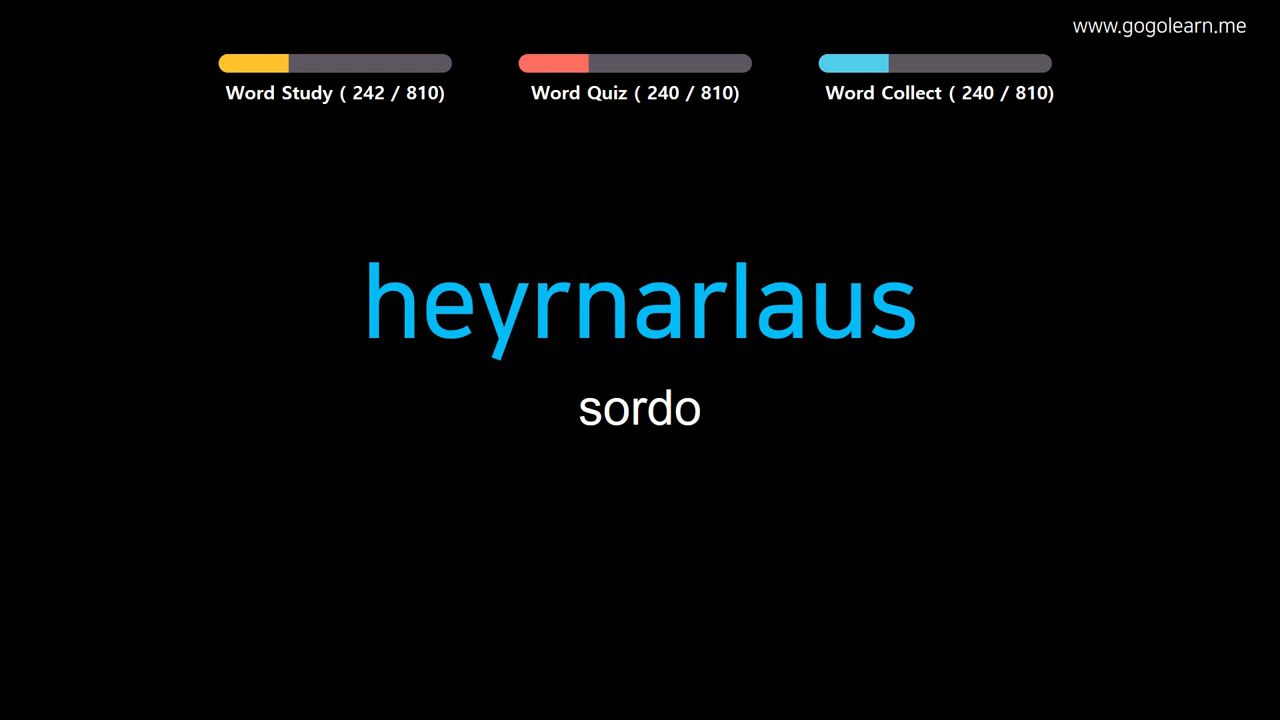 www.gogolearn.me
Word Study ( 242 / 810)
Word Quiz ( 240 / 810)
Word Collect ( 240 / 810)
heyrnarlaus
sordo